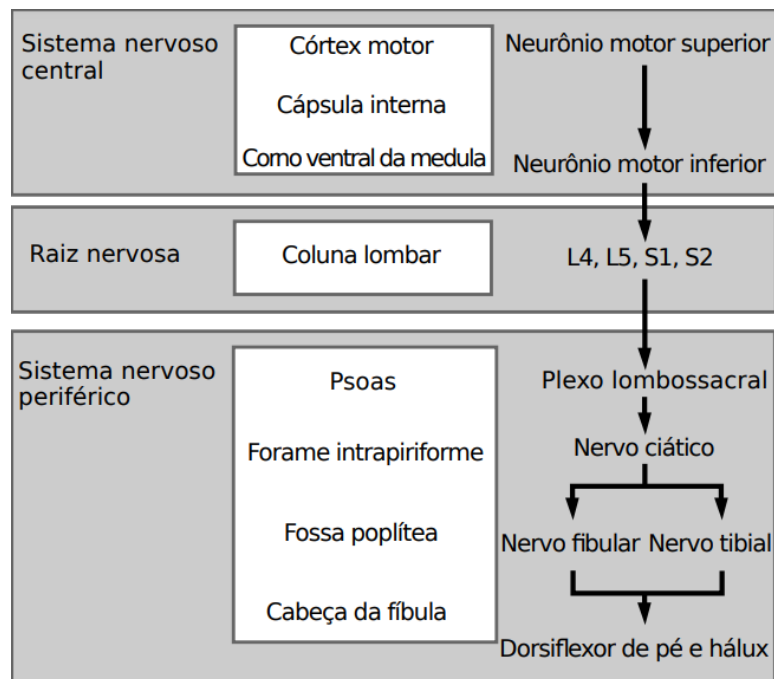 Sistema nervoso
central
Córtex motor
Cápsula interna
Corno ventral da medula
Neurônio motor superior
Neurônio motor inferior
Raiz nervosa
Coluna lombar
L4, L5, S1, S2
Sistema nervoso
periférico
Psoas
Forame intrapiriforme
Fossa poplítea
Cabeça da fíbula
Plexo lombossacral
Nervo ciático
Nervo fibular Nervo tibial
Dorsiflexor de pé e hálux